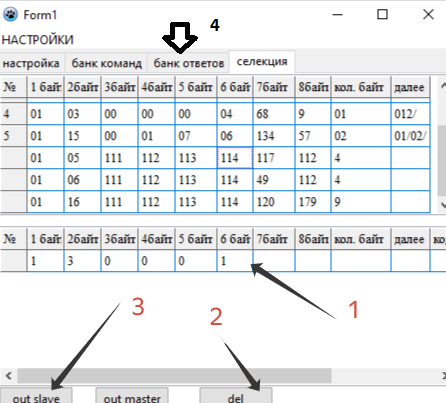 Form1
НАСТРОЙКИ
4
настройка банк команд банк ответов селекция
№ 1 байт 2байт 3байт 4байт 5 байт 6 байт 7байт 8байт кол. байт далее
4 01 03 00 00 00 04 68 9 01 012/
5 01 15 00 01 07 06 134 57 02 01/02/
01 05 111 112 113 114 117 112 4
01 06 111 112 113 114 49 112 4
01 16 111 112 113 114 120 179 9
№ 1 байт 2байт 3байт 4байт 5 байт 6 байт 7байт 8байт кол. байт далее ко
1 3 0 0 0 1
3 2 1
out slave out master del